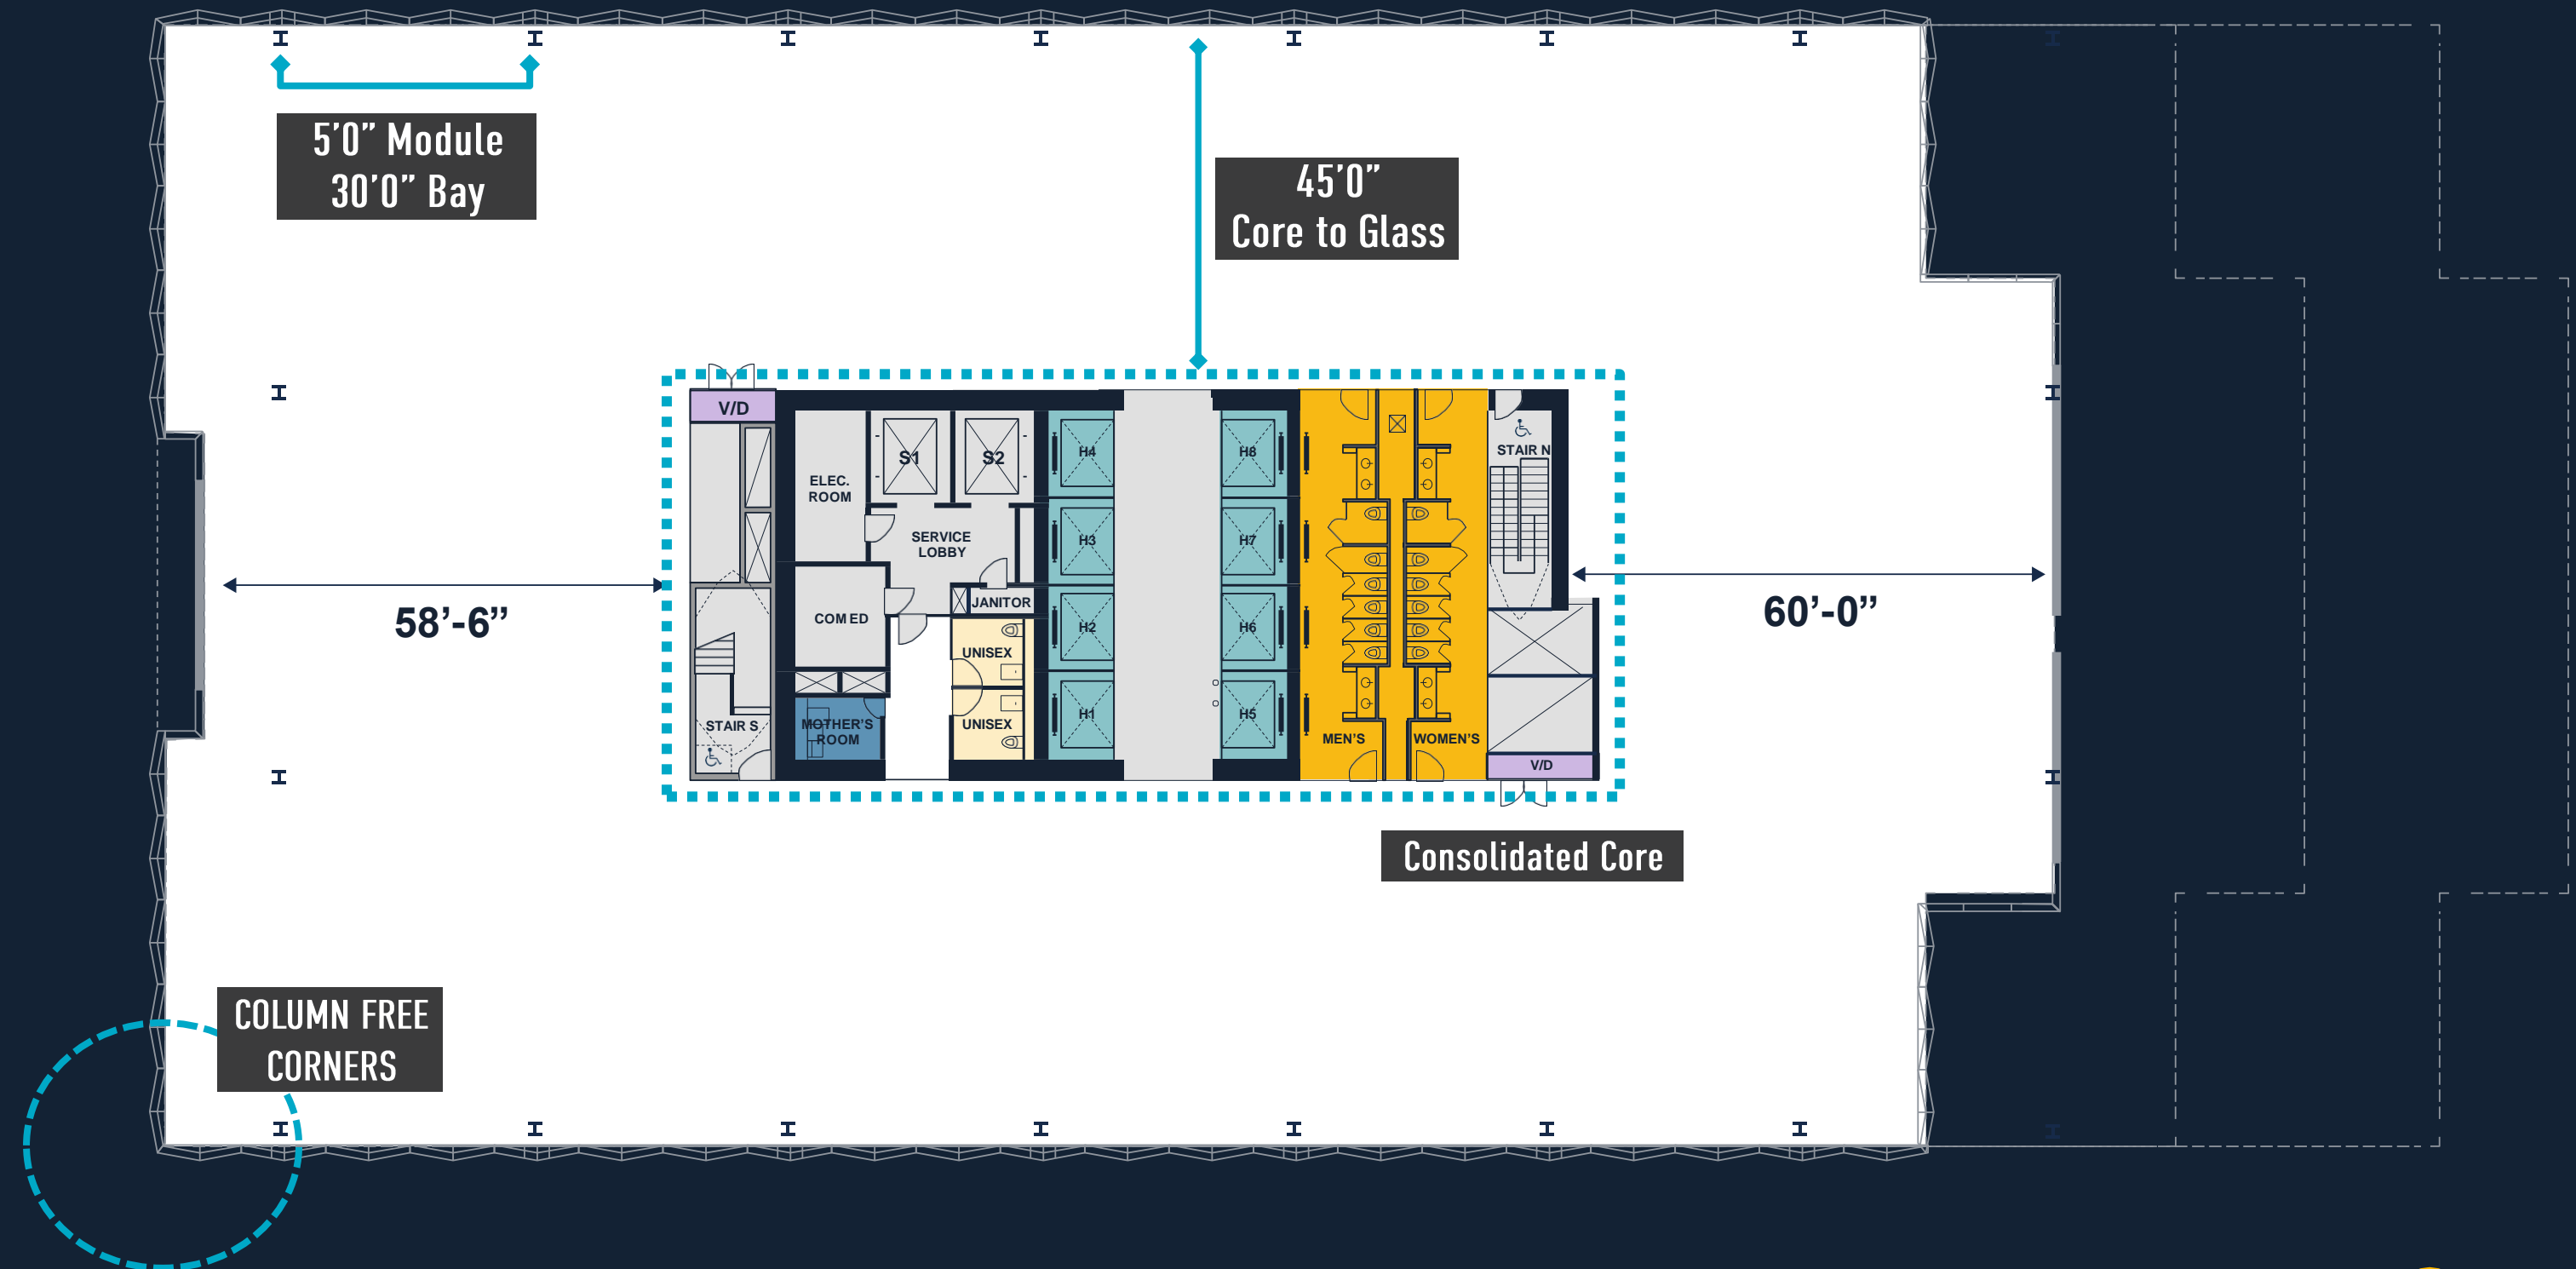 5’0” Module
30’0” Bay
45’0”
Core to Glass
V/D
ELEC.
ROOM
S1
S2
H4
H8
STAIR N
SERVICE
LOBBY
H3
H7
58’-6”
60’-0”
COM ED
JANITOR
H2
H6
UNISEX
STAIR S
MOTHER’S
ROOM
UNISEX
H1
H5
MEN’S
WOMEN’S
V/D
Consolidated Core
COLUMN FREE
CORNERS